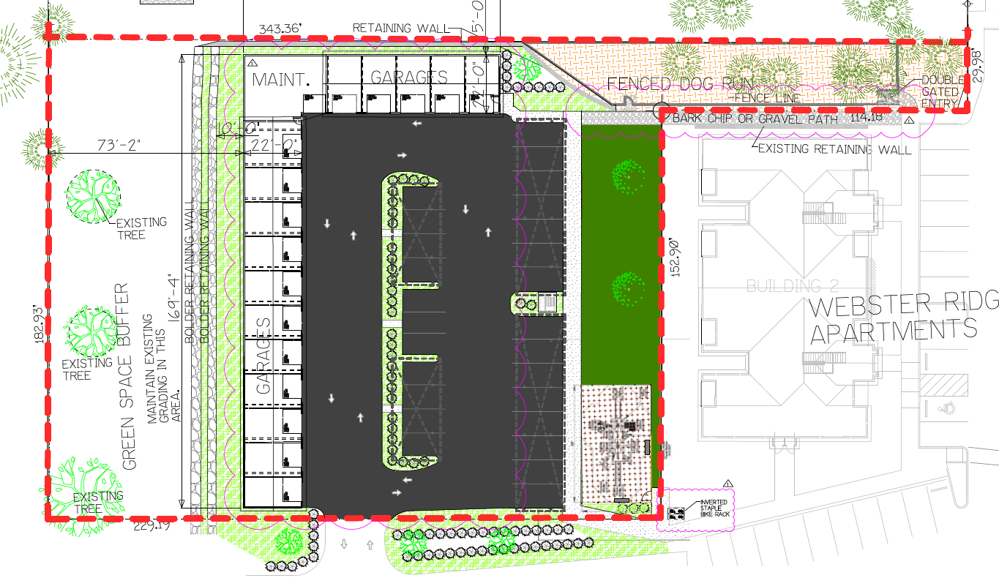 343.36'
RETAINING WALL
75'-0
MAINT.
GARAGES
22'-0"
FENCED DOG RUN
FENCE LINE
DOUBLE
GATED
ENTRY
29.98'
BARK CHIP OR GRAVEL PATH
114.18'
EXISTING RETAINING WALL
73'-2"
10'-0"
22'-0"
EXISTING
TREE
BOLDER RETAINING WALL
BOLDER RETAINING WALL
169'-4"
182.93'
GREEN SPACE BUFFER
MAINTAIN EXISTING
GRADING IN THIS
AREA.
EXISTING
TREE
GARAGES
152.90'
BUILDING 2
WEBSTER RIDG
APARTMENTS
EXISTING
TREE
229.19
INVERTED
STAPLE
BIKE RACK